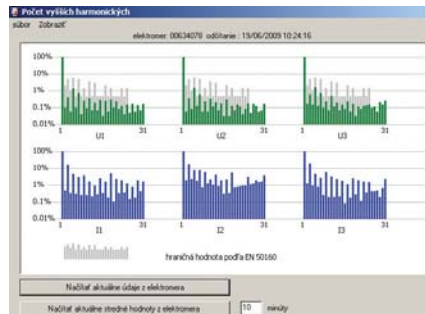 Počet vyšších harmonických
súbor Zobraziť
elektromer: 00634078 odčítanie : 19/06/2009 10:24:16
100%
10%
1%
0.1%
0.01%
1 U1 31 1 U2 31 1 U3 31
100%
10%
1%
0.1%
0.01%
1 I1 31 1 I2 31 1 I3 31
hraničná hodnota podľa EN 50160
Načítať aktuálne údaje z elektromera
Načítať aktuálne stredné hodnoty z elektromera 10 minúty